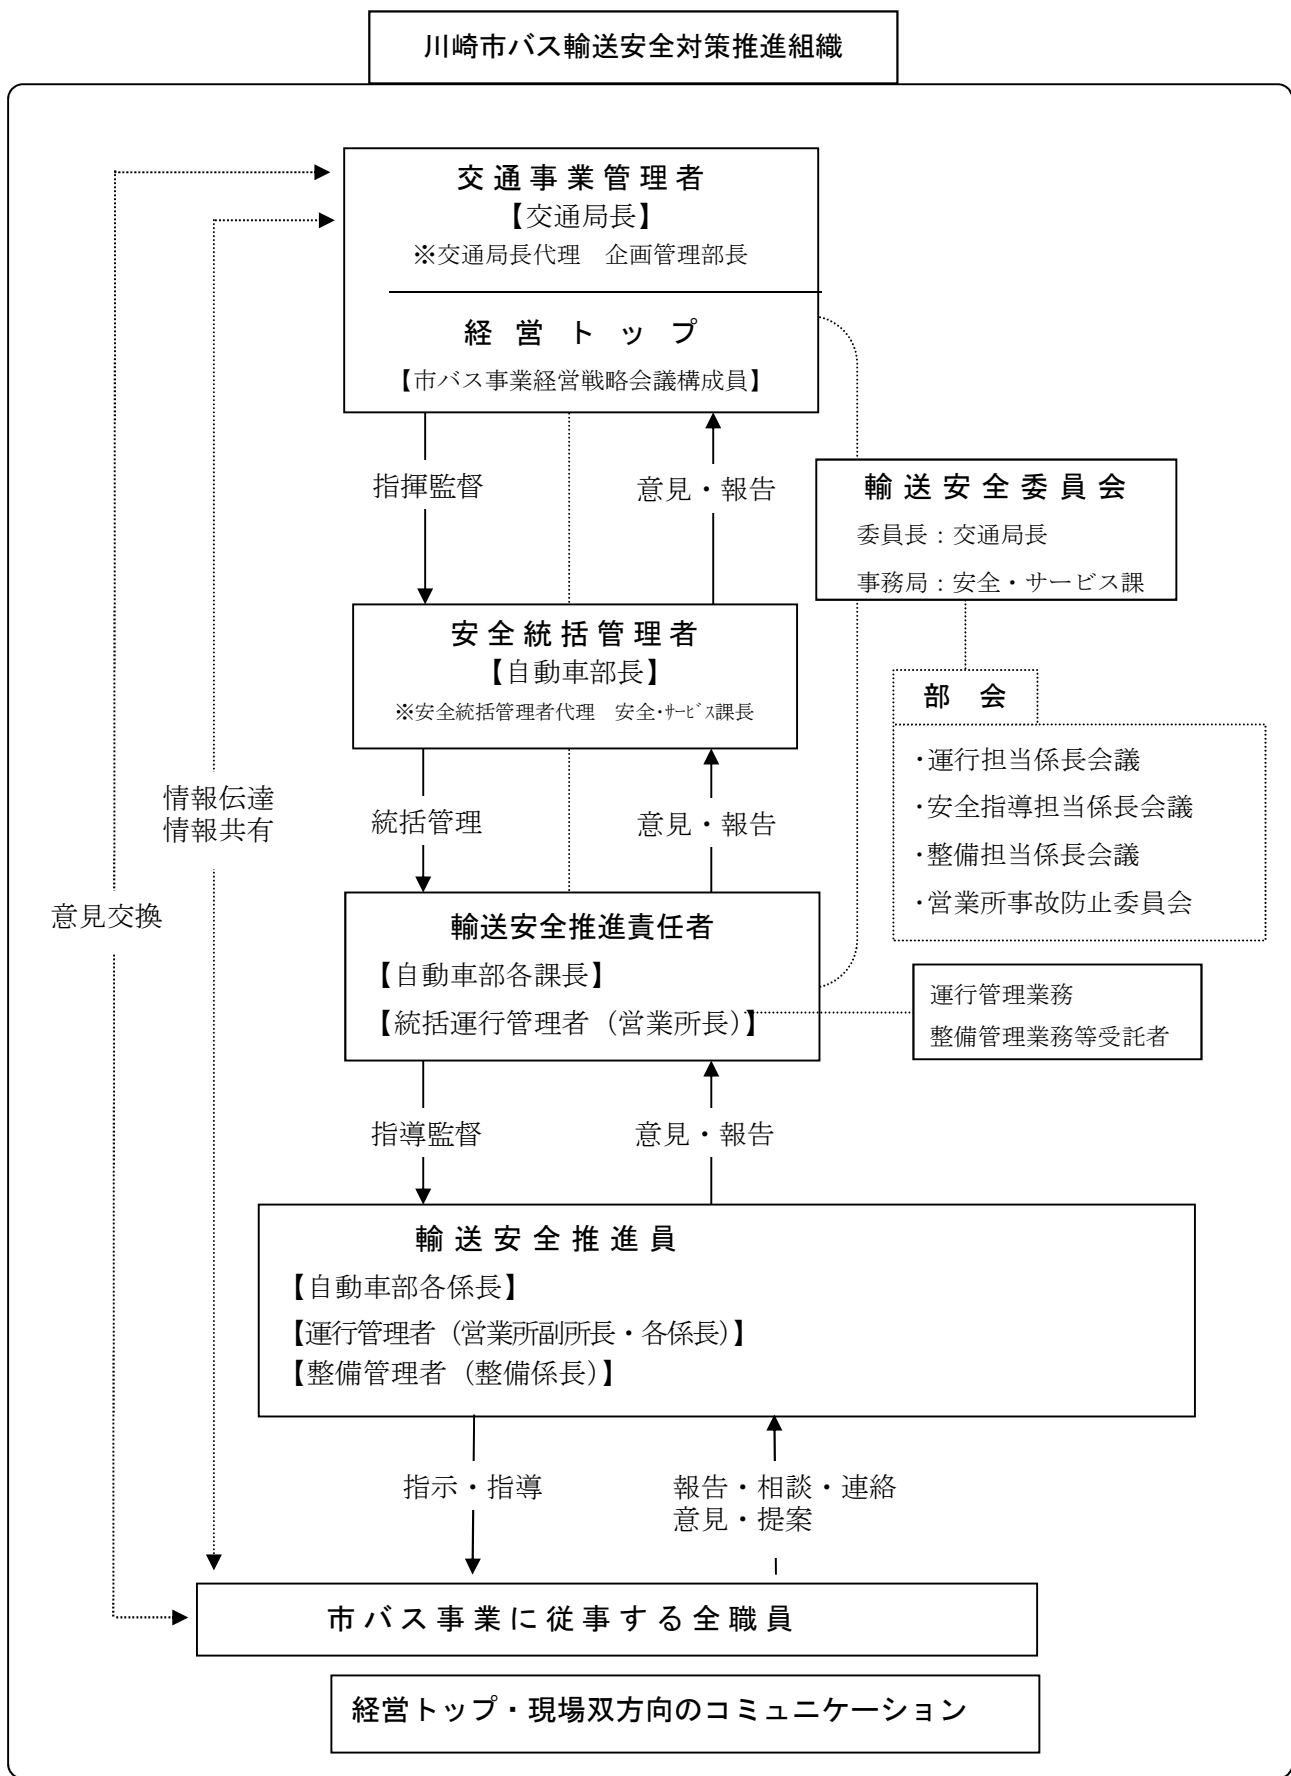 川崎市バス輸送安全対策推進組織
交通事業管理者
【交通局長】
※交通局長代理　企画管理部長
経営トップ
【市バス事業経営戦略会議構成員】
指揮監督
意見・報告
輸送安全委員会
委員長：交通局長
事務局：安全・サービス課
安全統括管理者
【自動車部長】
※安全統括管理者代理　安全・ｻｰﾋﾞｽ課長
部　会
・運行担当係長会議
・安全指導担当係長会議
・整備担当係長会議
・営業所事故防止委員会
情報伝達
情報共有
統括管理
意見・報告
意見交換
輸送安全推進責任者
【自動車部各課長】
【統括運行管理者（営業所長）】
運行管理業務
整備管理業務等受託者
指導監督
意見・報告
輸送安全推進員
【自動車部各係長】
【運行管理者（営業所副所長・各係長）】
【整備管理者（整備係長）】
指示・指導
報告・相談・連絡
意見・提案
市バス事業に従事する全職員
経営トップ・現場双方向のコミュニケーション